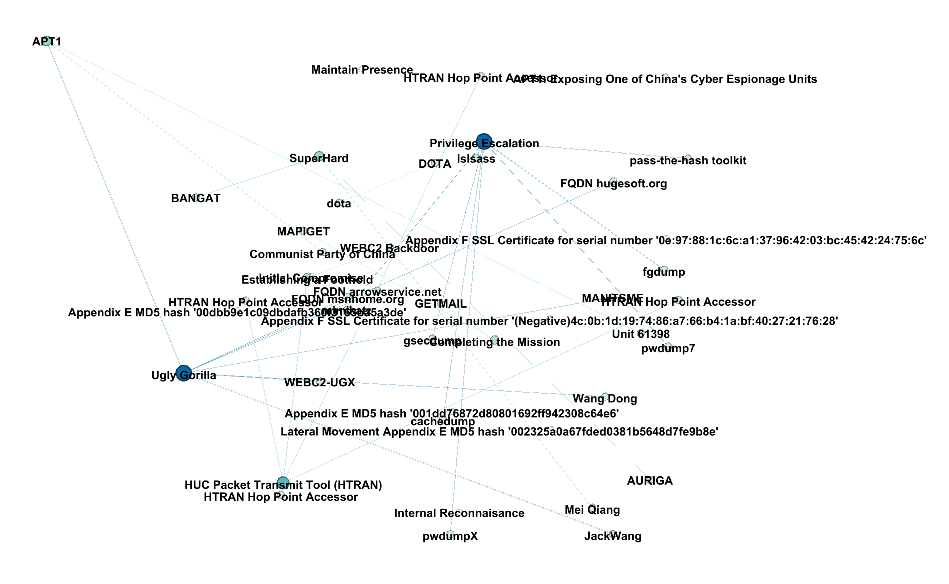 APT1
Maintain Presence
HTRAN Hop Point Accessor
APT1: Exposing One of China's Cyber Espionage Units
Privilege Escalation
lslsass
SuperHard
DOTA
pass-the-hash toolkit
FQDN hugesoft.org
BANGAT
dota
MAPIGET
Appendix F SSL Certificate for serial number '0e:97:88:1c:6c:a1:37:96:42:03:bc:45:42:24:75:6c'
WEBC2 Backdoor
Communist Party of China
fgdump
Initial Compromise
Establishing a Foothold
FQDN arrowservice.net
FQDN msnhome.org
HTRAN Hop Point Accessor
GETMAIL
MANITSME
HTRAN Hop Point Accessor
Appendix E MD5 hash
Appendix F SSL Certificate for serial number '(Negative)4c:0b:1d:19:74:86:a7:66:b4:1a:bf:40:27:21:76:28'
Unit 61398
gsecdump
Completing the Mission
pwdump7
Ugly Gorilla
WEBC2-UGX
Wang Dong
Appendix E MD5 hash '001dd76872d80801692ff942308c64e6'
cachedump
Lateral Movement
Appendix E MD5 hash '002325a0a67fded0381b5648d7fe9b8e'
AURIGA
HUC Packet Transmit Tool (HTRAN)
HTRAN Hop Point Accessor
Internal Reconnaisance
Mei Qiang
pwdumpX
JackWang